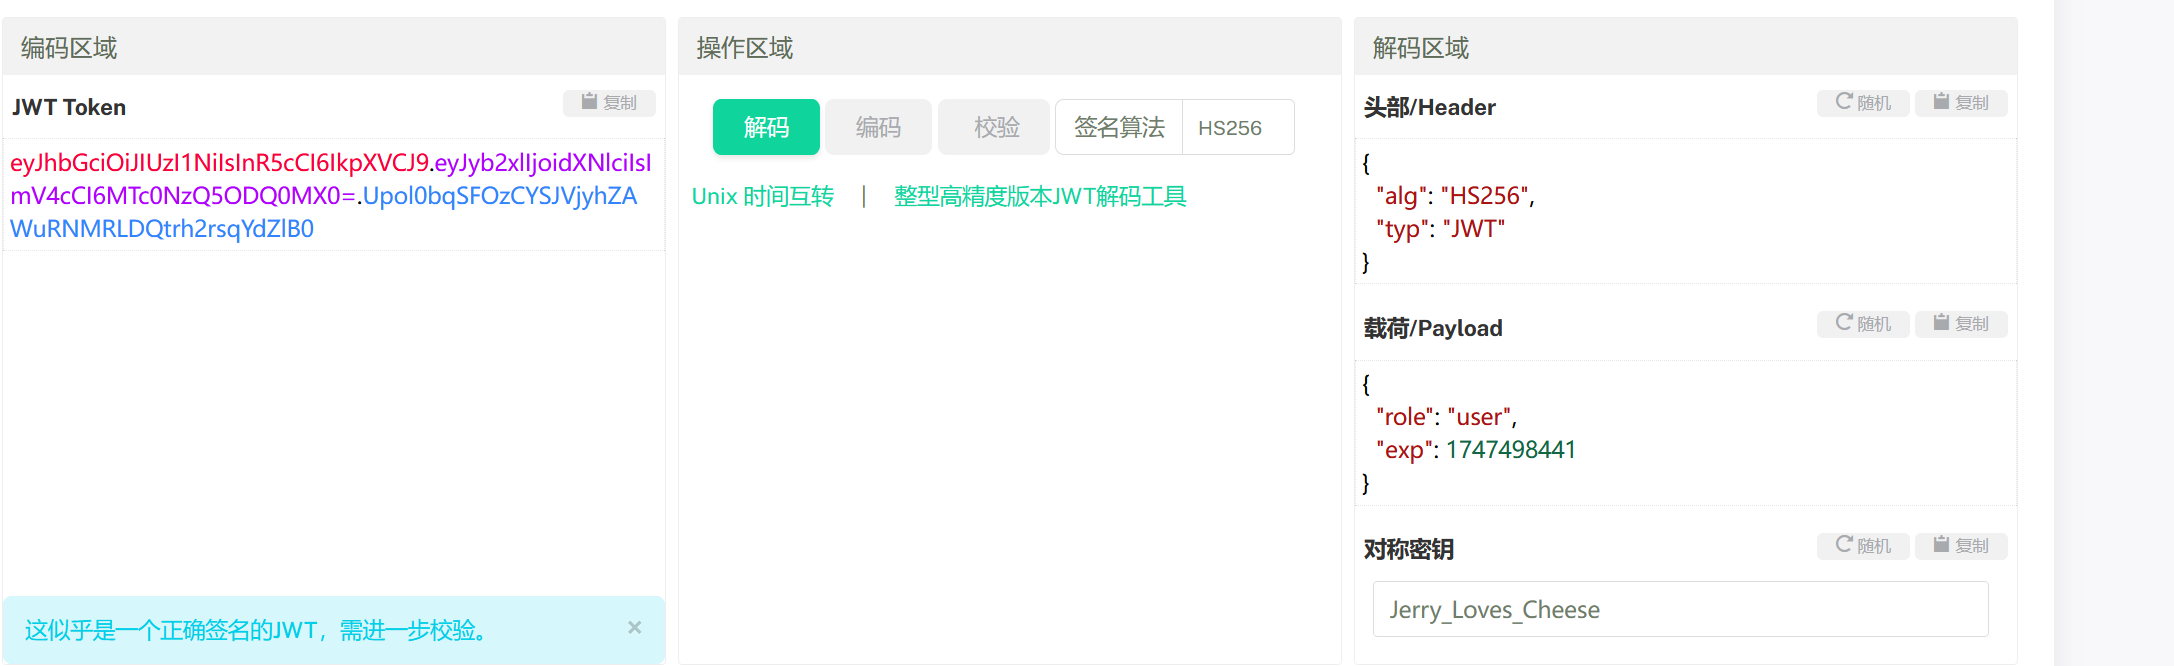 编码区域
JWT Token
复制
eyJhbGciOiJIUzI1NiIsInR5cCI6IkpXVCJ9.eyJyb2xlIjoidXNlciIsI
mV4cCI6MTc0NzQ5ODQ0MX0=.Upol0bqSFOzCYSJVjyhZA
WuRNMRLDQtrh2rsqYdZlB0
这似乎是一个正确签名的JWT，需进一步校验。
×
操作区域
解码
编码
校验
签名算法
HS256
Unix 时间互转 | 整型高精度版本JWT解码工具
解码区域
头部/Header
随机
复制
{
"alg": "HS256",
"typ": "JWT"
}
载荷/Payload
随机
复制
{
"role": "user",
"exp": 1747498441
}
对称密钥
随机
复制
Jerry_Loves_Cheese